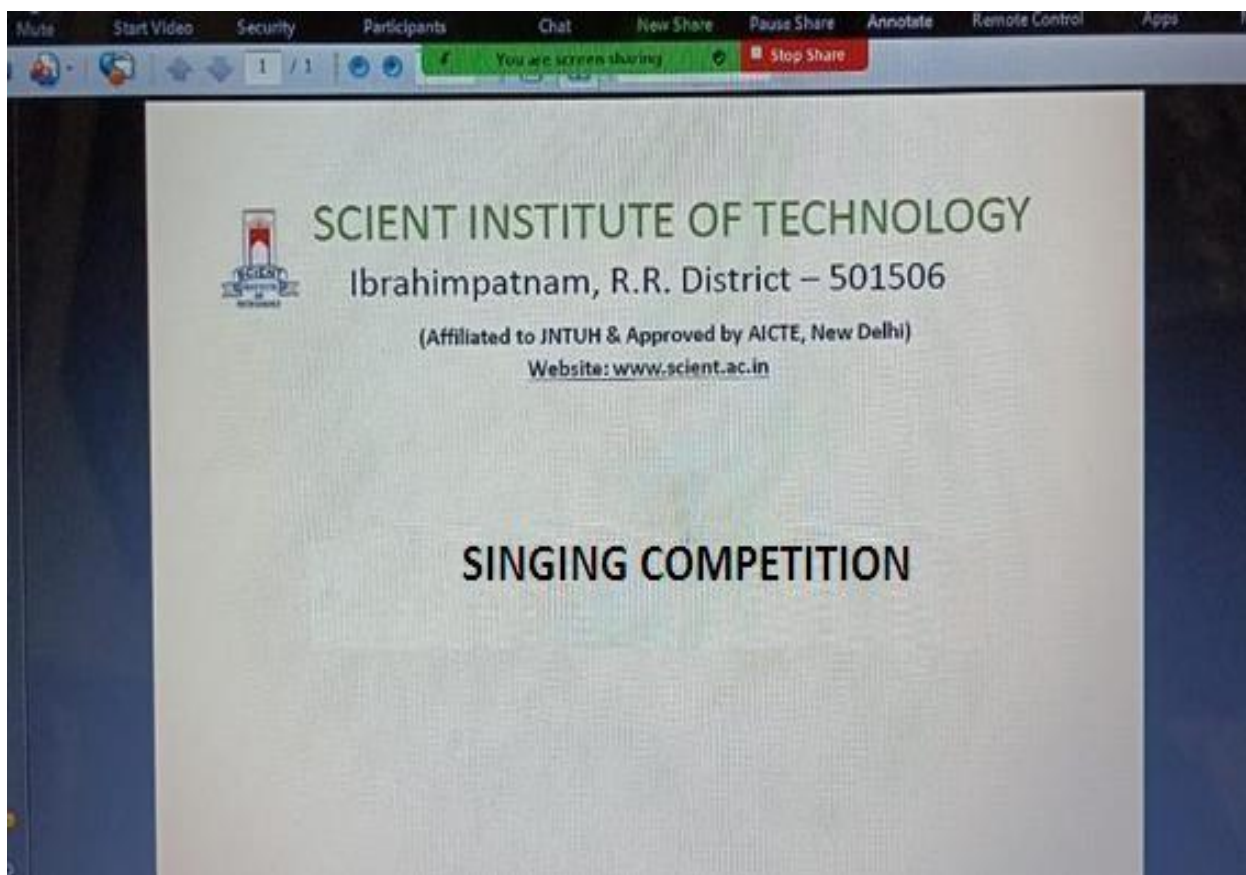 Mute Start Video Security Participants Chat New Share Pause Share Annotate Remote Control Apps
1 / 1 You are screen sharing Stop Share
SCIENT INSTITUTE OF TECHNOLOGY
SCIENT
Ibrahimpatnam, R.R. District – 501506
(Affiliated to JNTUH & Approved by AICTE, New Delhi)
Website: www.scient.ac.in
SINGING COMPETITION